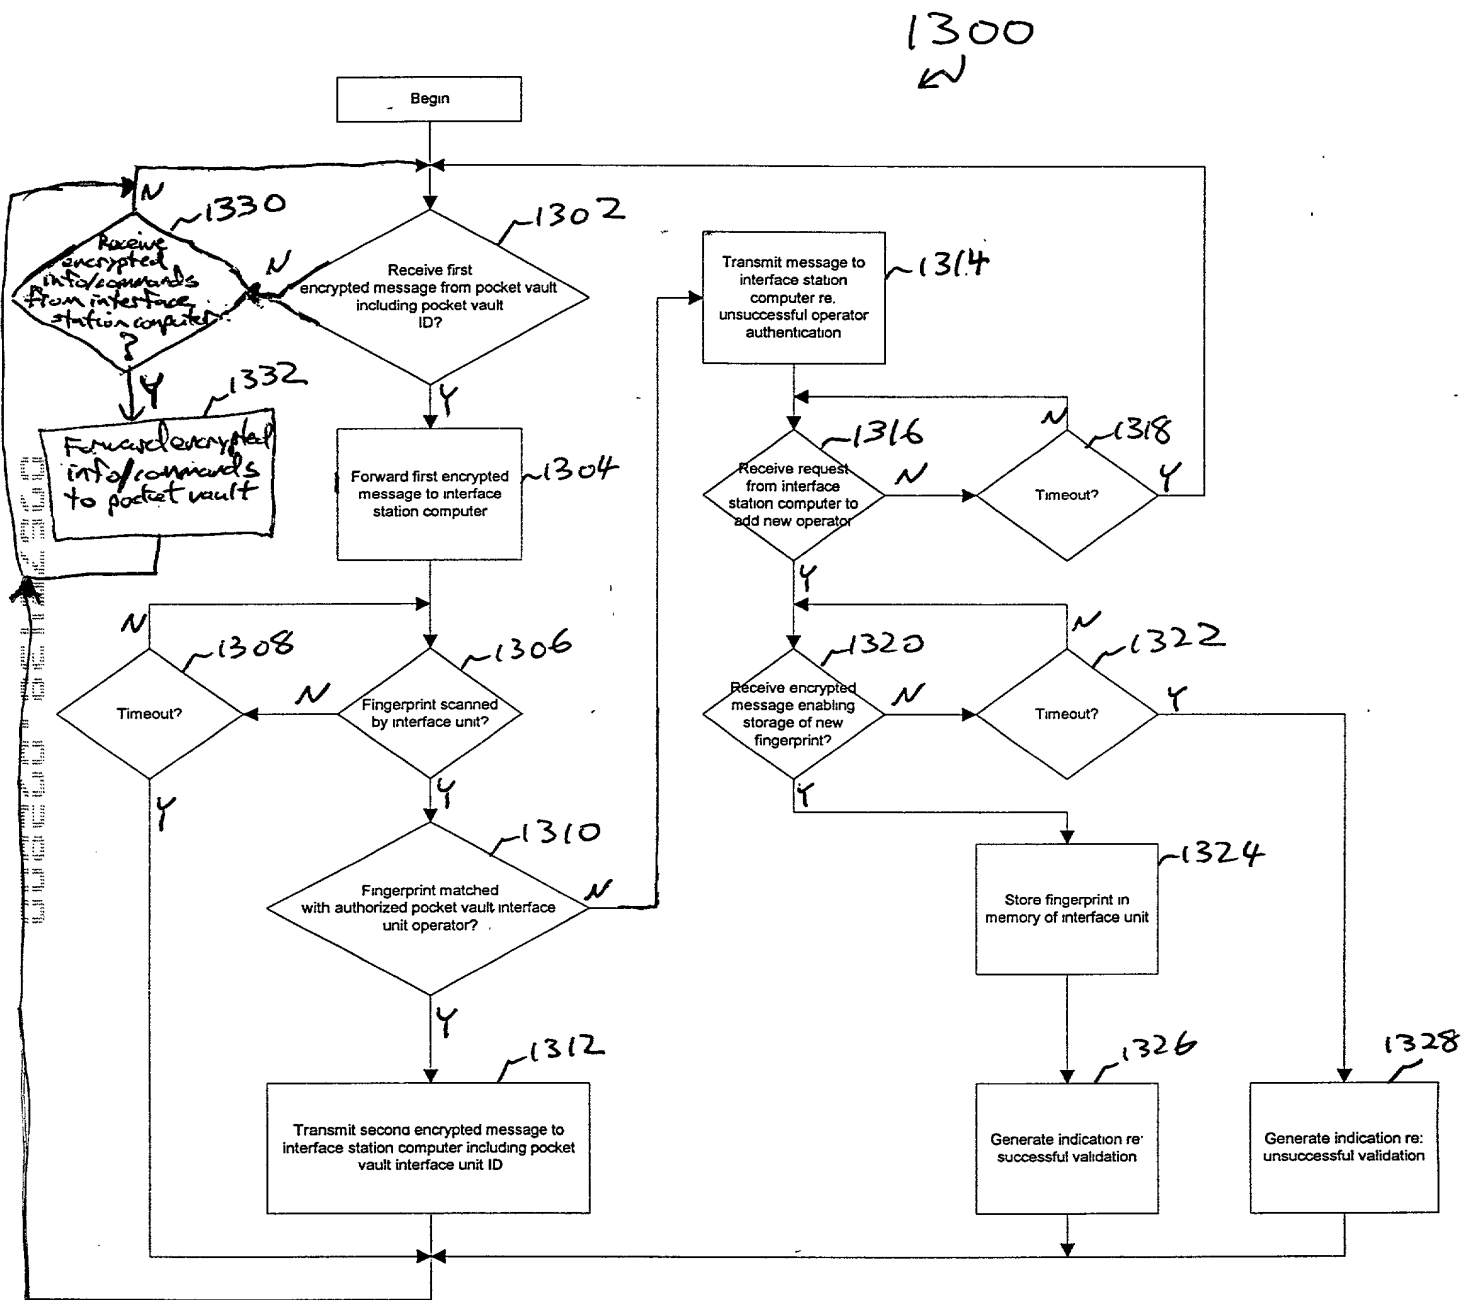 1300
Begin
N
1330
Receive
encrypted
info/commands
from interface
station computer
?
N
1302
Receive first
encrypted message from pocket vault
including pocket vault
ID?
Y
1332
Forward encrypted
info/commands
to pocket vault
Y
1304
Forward first encrypted
message to interface
station computer
N
1308
Timeout?
Y
N
1306
Fingerprint scanned
by interface unit?
Y
1310
Fingerprint matched
with authorized pocket vault interface
unit operator?
N
Y
1312
Transmit second encrypted message to
interface station computer including pocket
vault interface unit ID
1314
Transmit message to
interface station
computer re.
unsuccessful operator
authentication
1316
Receive request
from interface
station computer to
add new operator
N
Y
N
1318
Timeout?
Y
1320
Receive encrypted
message enabling
storage of new
fingerprint?
N
Y
N
1322
Timeout?
Y
1324
Store fingerprint in
memory of interface unit
1326
Generate indication re:
successful validation
1328
Generate indication re:
unsuccessful validation